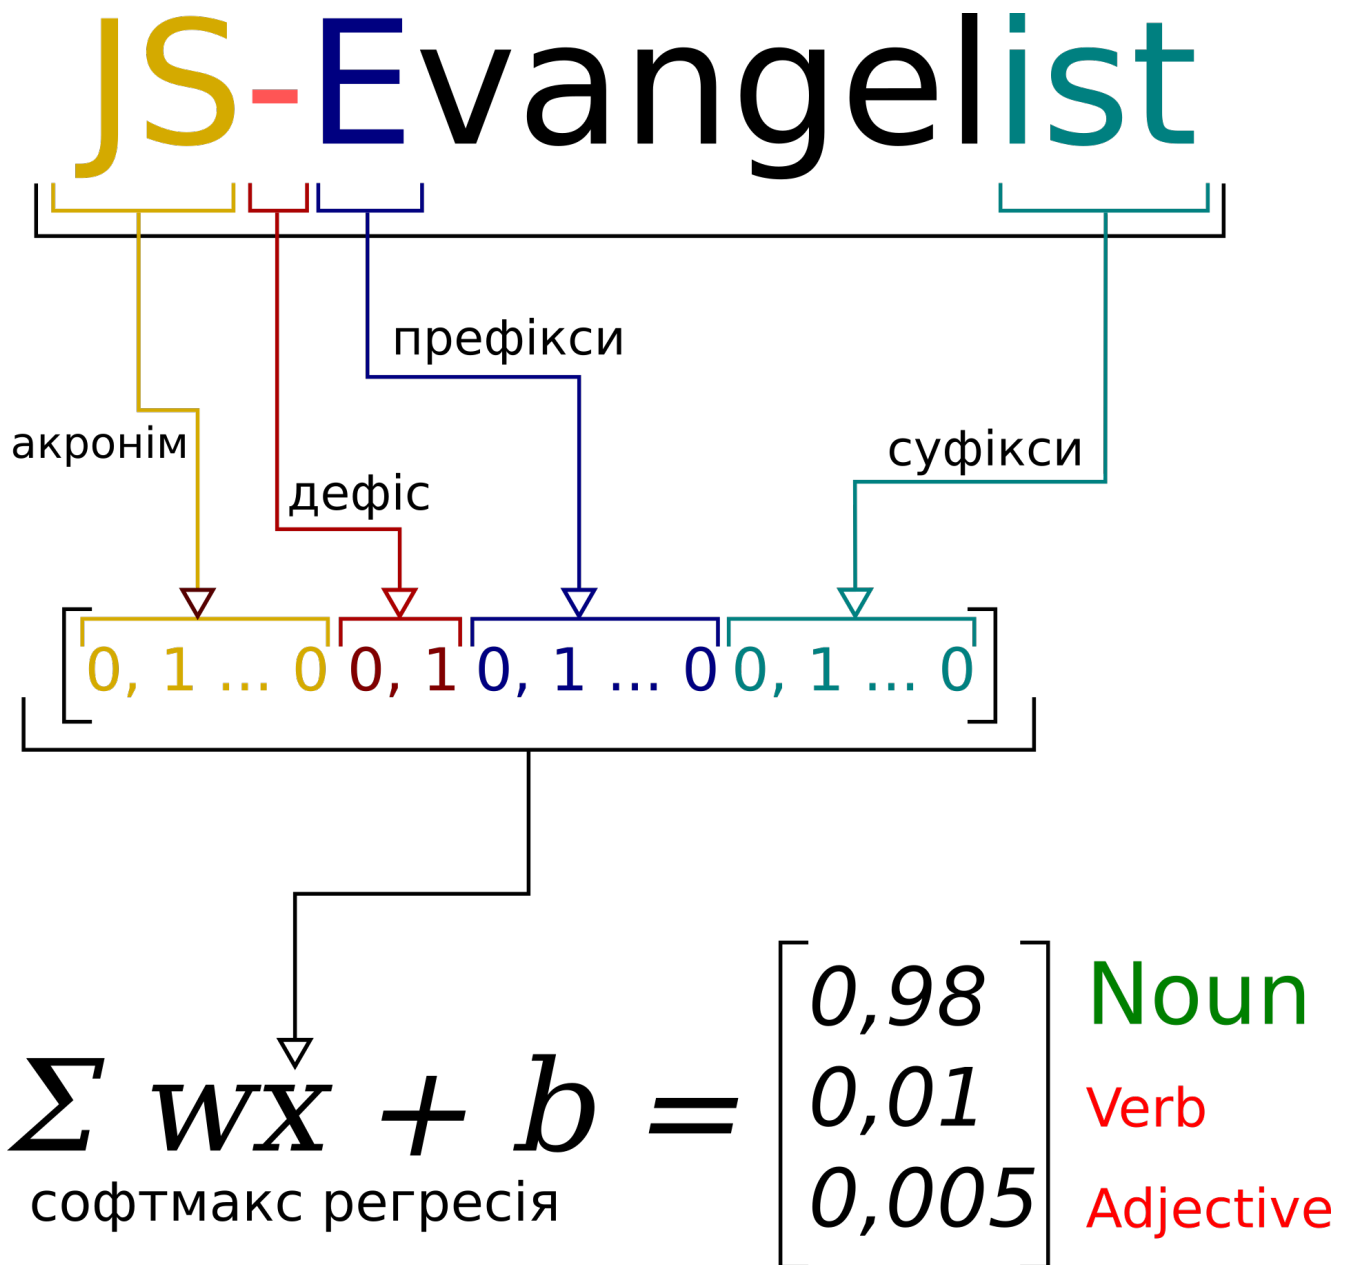 JS-Evangelist
префікси
акронім
суфікси
дефіс
0, 1 ... 0 0, 1 0, 1 ... 0 0, 1 ... 0
0,98 Noun
Σ wx + b = 0,01 Verb
софтмакс регресія 0,005 Adjective